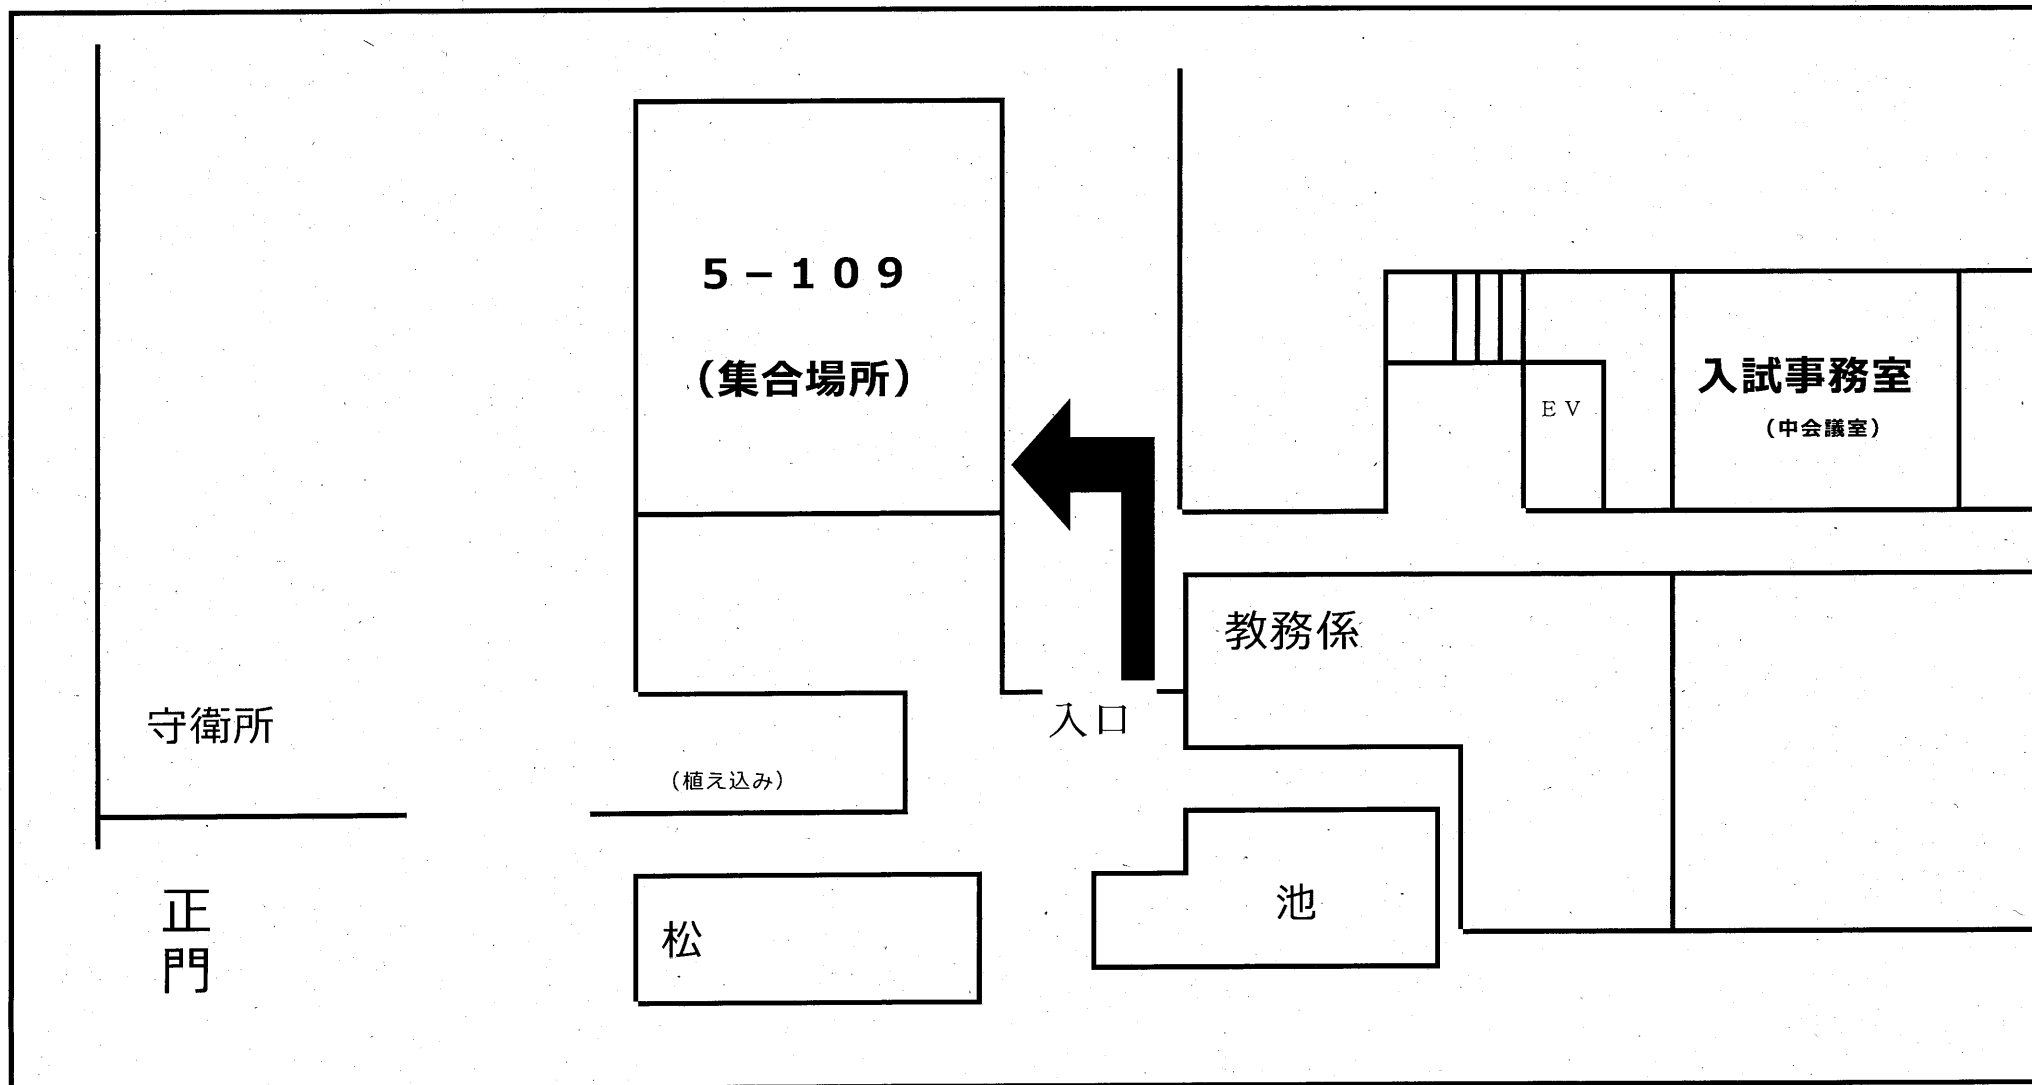 ５－１０９
（集合場所）
入試事務室
（中会議室）
ＥＶ
教務係
入口
守衛所
（植え込み）
正門
松
池